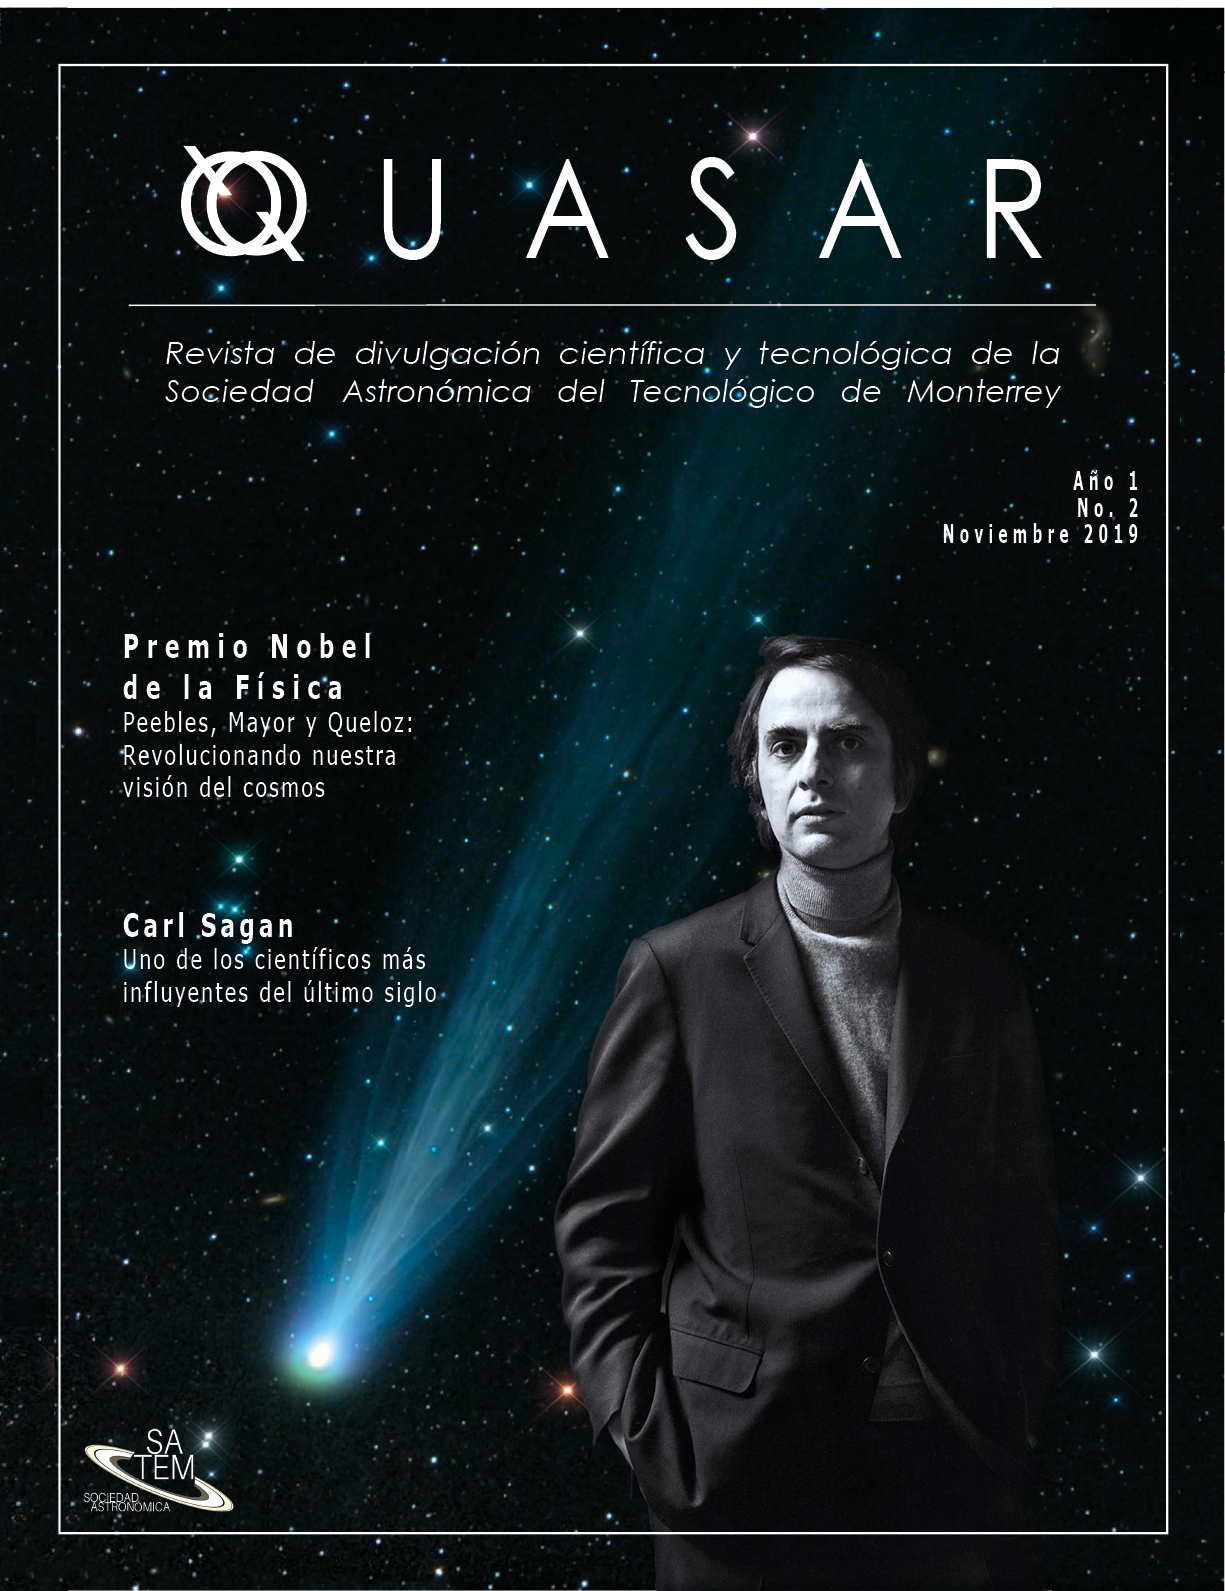 QUASAR
Revista de divulgación científica y tecnológica de la
Sociedad Astronómica del Tecnológico de Monterrey
Año 1
No. 2
Noviembre 2019
Premio Nobel
de la Física
Peebles, Mayor y Queloz:
Revolucionando nuestra
visión del cosmos
Carl Sagan
Uno de los científicos más
influyentes del último siglo
SA
TEM
SOCIEDAD
ASTRONÓMICA